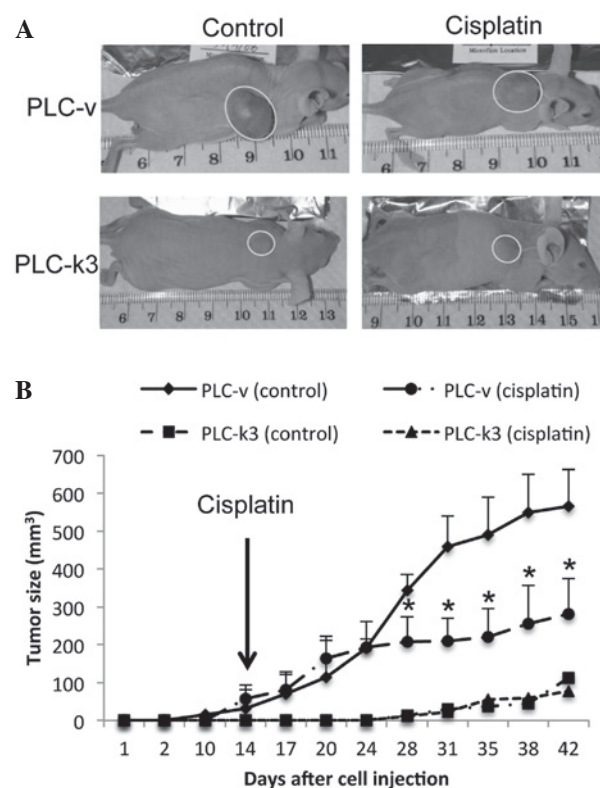 A
Control
Cisplatin
PLC-v
Microfilm Location
6 7 8 9 10 11
6 7 8 9 10 11
PLC-k3
6 7 8 9 10 11 12 13
9 10 11 12 13 14 15 16
B
PLC-v (control)
PLC-v (cisplatin)
PLC-k3 (control)
PLC-k3 (cisplatin)
700
600
500
400
300
200
100
0
Tumor size (mm³)
Cisplatin
* * * * *
1 2 10 14 17 20 24 28 31 35 38 42
Days after cell injection